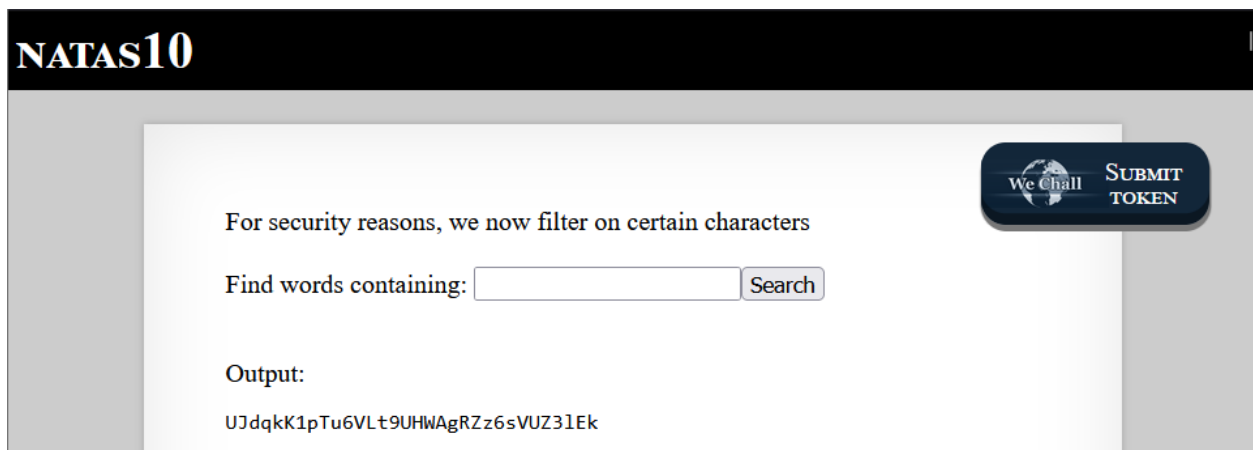 NATAS10
We Chall
SUBMIT
TOKEN
For security reasons, we now filter on certain characters
Find words containing: Search
Output:
UJdqkK1pTu6VLt9UHWAgRZz6sVUZ3lEk